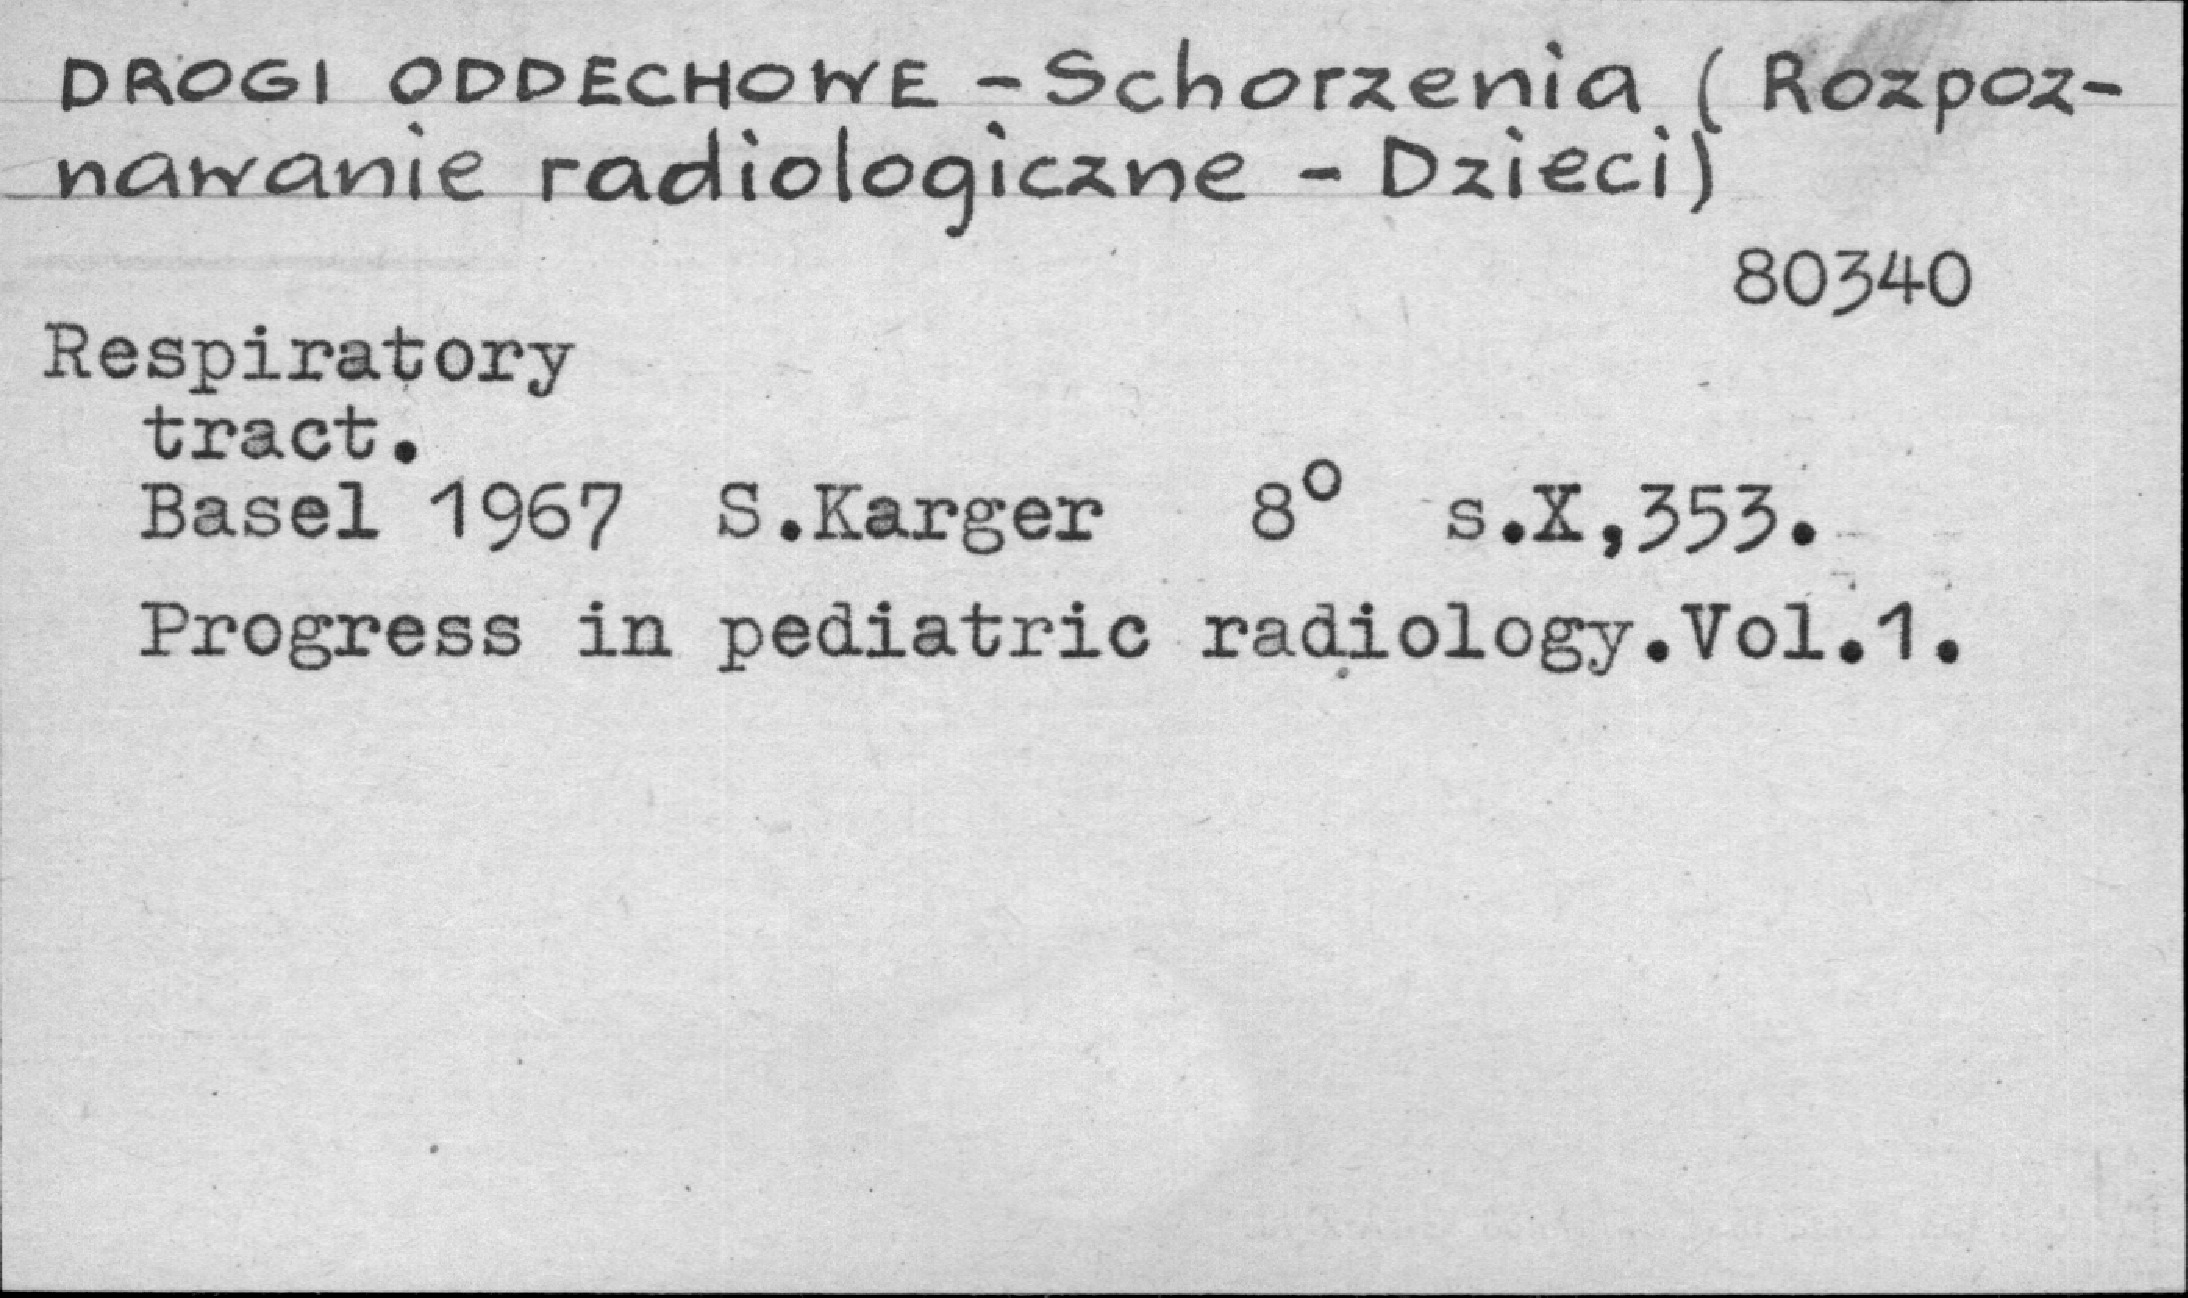 DROGI ODDECHOWE - Schorzenia (Rozpoz-
nawanie radiologiczne - Dzieci)
80340
Respiratory
tract.
Basel 1967 S.Karger 8° s.X,353.
Progress in pediatric radiology.Vol.1.